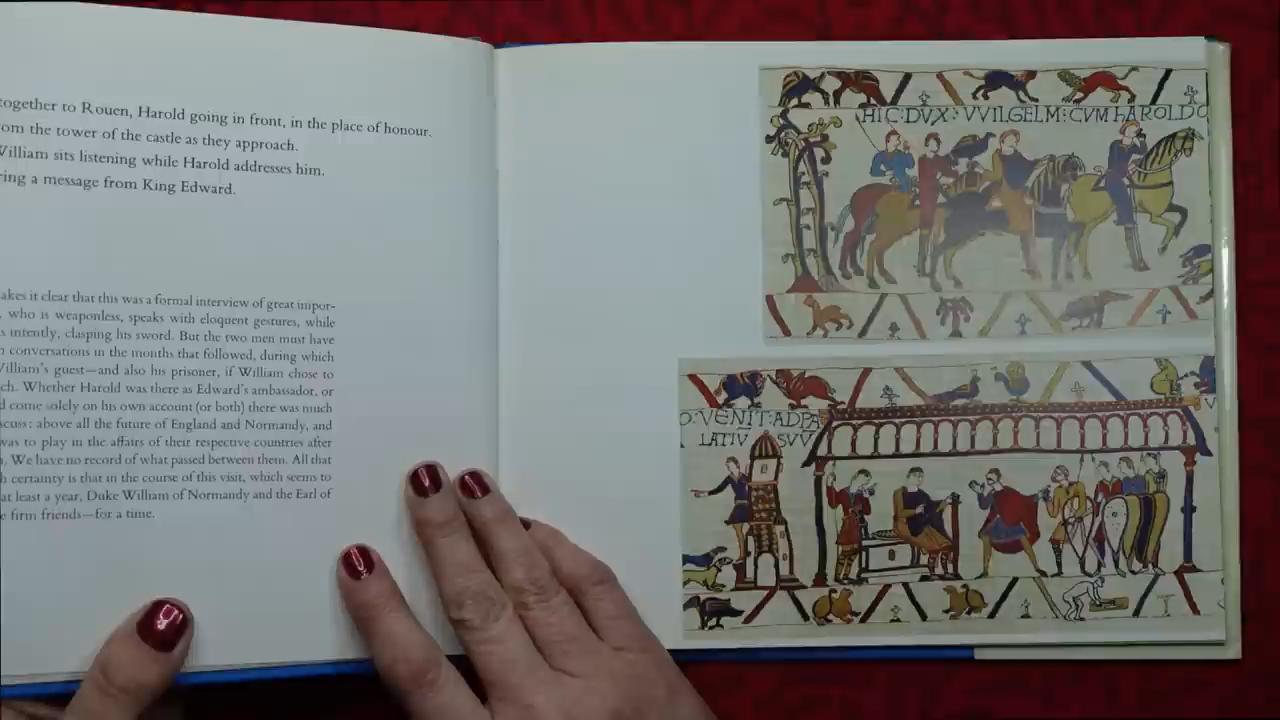 together to Rouen, Harold going in front, in the place of honour.
from the tower of the castle as they approach.
William sits listening while Harold addresses him.
ring a message from King Edward.
akes it clear that this was a formal interview of great impor-
, who is weaponless, speaks with eloquent gestures, while
s intently, clasping his sword. But the two men must have
conversations in the months that followed, during which
William's guest—and also his prisoner, if William chose to
ch. Whether Harold was there as Edward's ambassador, or
d come solely on his own account (or both) there was much
scuss: above all the future of England and Normandy, and
was to play in the affairs of their respective countries after
. We have no record of what passed between them. All that
h certainty is that in the course of this visit, which seems to
at least a year, Duke William of Normandy and the Earl of
e firm friends—for a time.
HIC:DVX: VVILGELM:CVM HAROLDO
O:VENIT:ADPA
LATIV SVV
V